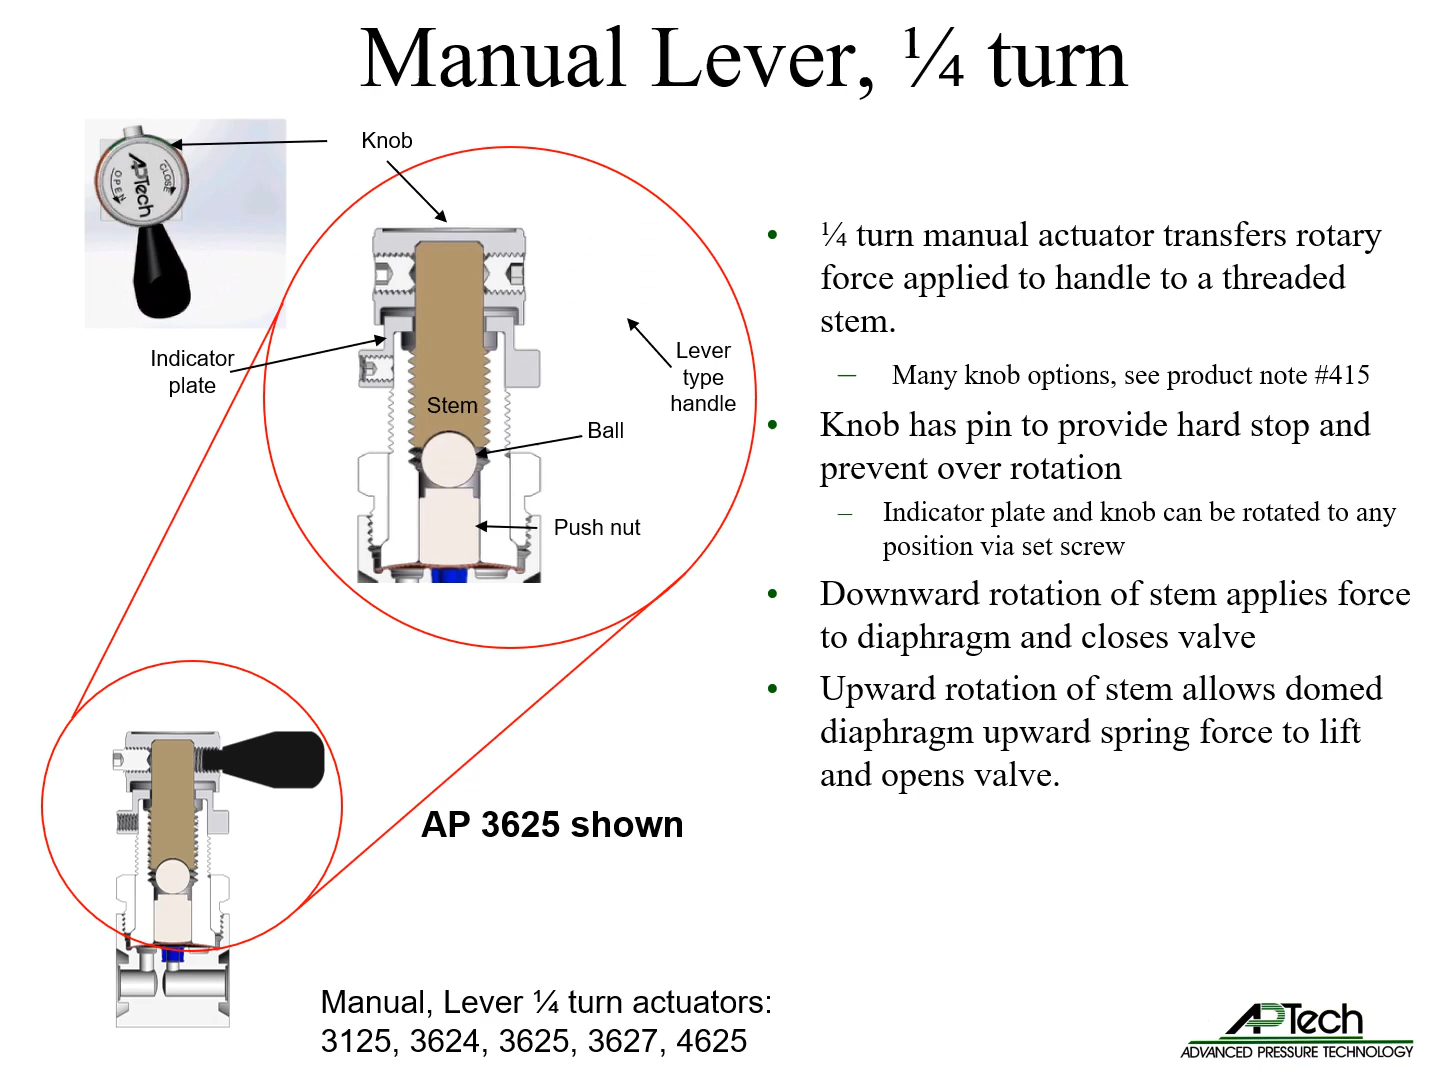 Manual Lever, ¼ turn
Knob
OPEN
APTech
CLOSE
Indicator
plate
Stem
Ball
Push nut
Lever
type
handle
• ¼ turn manual actuator transfers rotary
force applied to handle to a threaded
stem.
– Many knob options, see product note #415
• Knob has pin to provide hard stop and
prevent over rotation
– Indicator plate and knob can be rotated to any
position via set screw
• Downward rotation of stem applies force
to diaphragm and closes valve
• Upward rotation of stem allows domed
diaphragm upward spring force to lift
and opens valve.
AP 3625 shown
Manual, Lever ¼ turn actuators:
3125, 3624, 3625, 3627, 4625
APTech
ADVANCED PRESSURE TECHNOLOGY